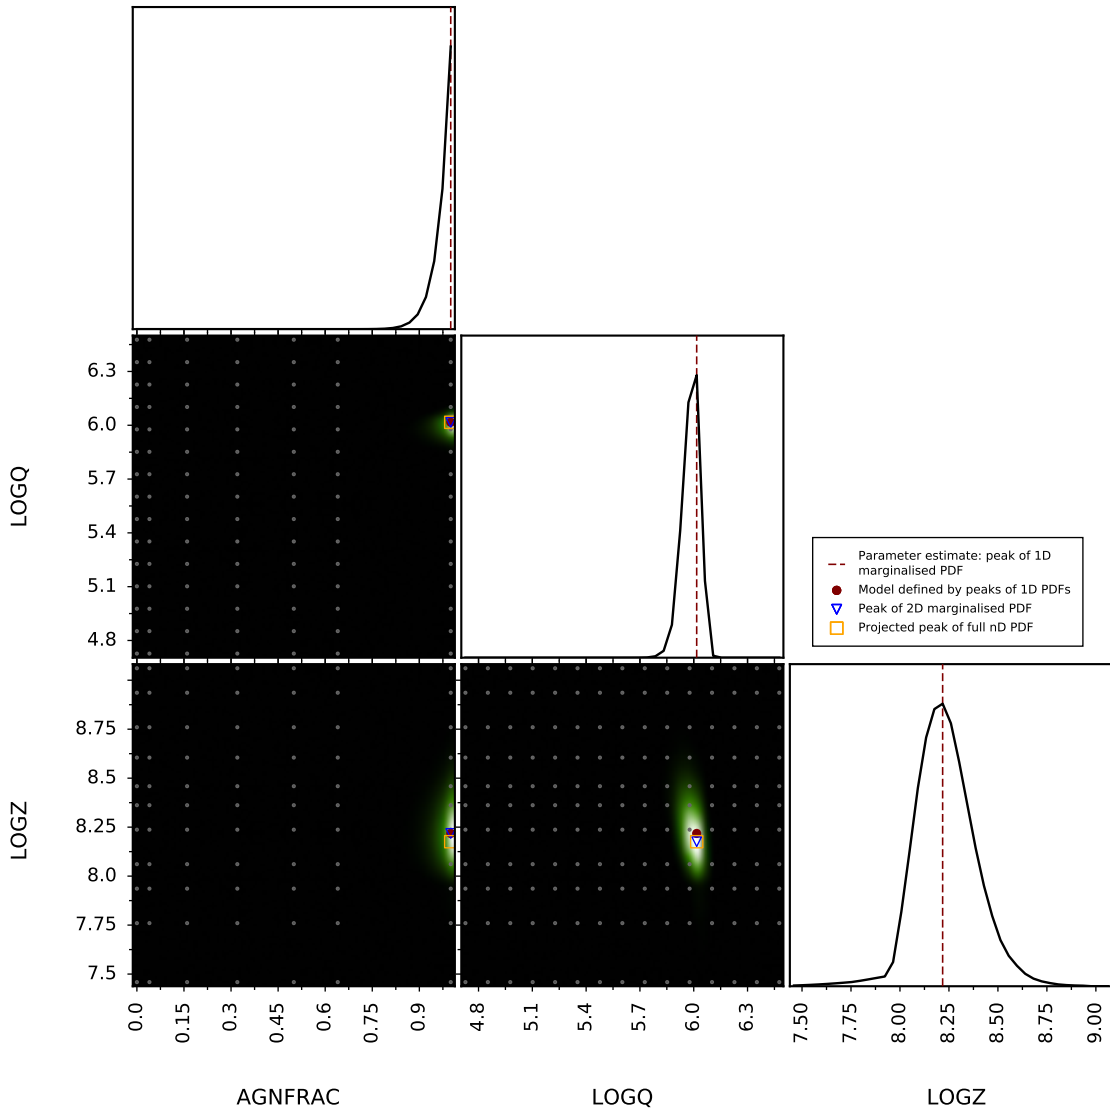 6.3
6.0
5.7
5.4
5.1
4.8
LOGQ
Parameter estimate: peak of 1D
marginalised PDF
Model defined by peaks of 1D PDFs
Peak of 2D marginalised PDF
Projected peak of full nD PDF
8.75
8.5
8.25
8.0
7.75
7.5
LOGZ
0.0 0.15 0.3 0.45 0.6 0.75 0.9
4.8 5.1 5.4 5.7 6.0 6.3
7.50 7.75 8.00 8.25 8.50 8.75 9.00
AGNFRAC
LOGQ
LOGZ